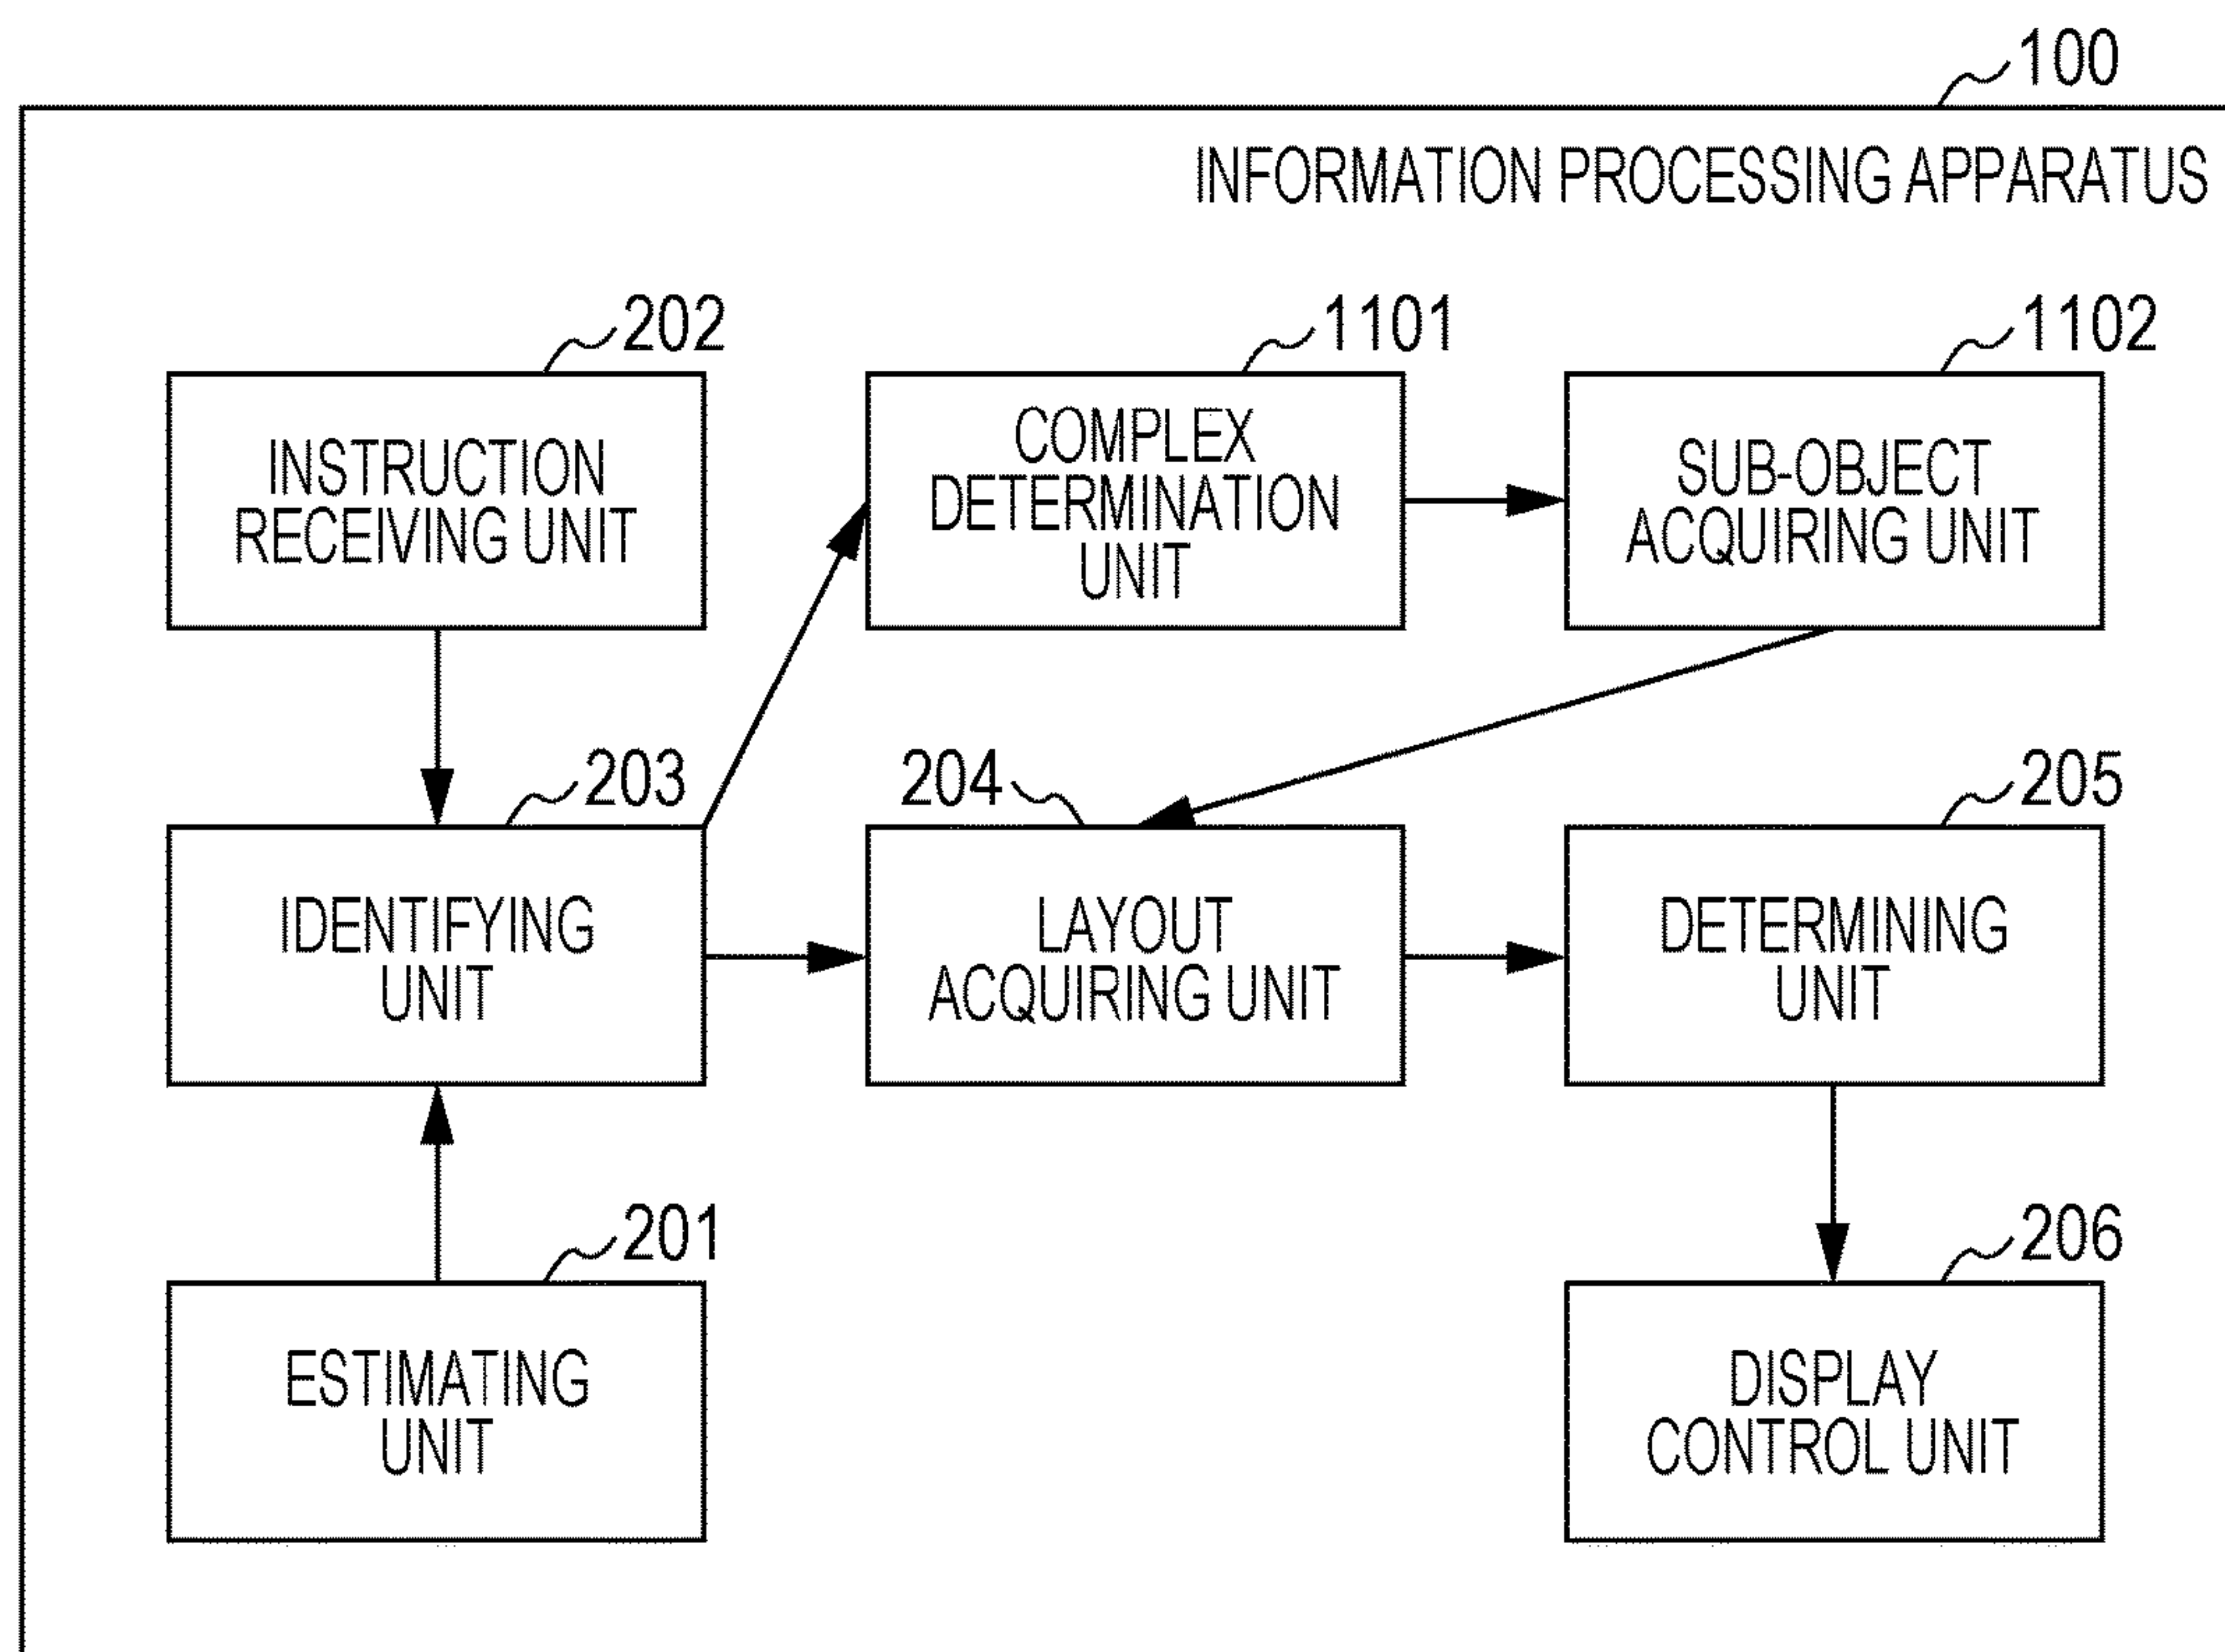 100
INFORMATION PROCESSING APPARATUS
202
INSTRUCTION
RECEIVING UNIT
1101
COMPLEX
DETERMINATION
UNIT
1102
SUB-OBJECT
ACQUIRING UNIT
203
IDENTIFYING
UNIT
204
LAYOUT
ACQUIRING UNIT
205
DETERMINING
UNIT
201
ESTIMATING
UNIT
206
DISPLAY
CONTROL UNIT